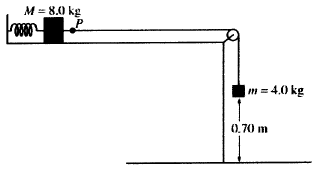 M = 8.0 kg
P
m = 4.0 kg
0.70 m